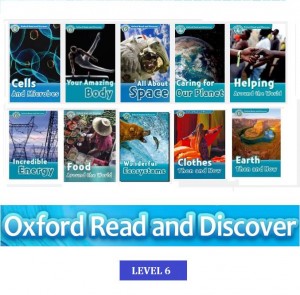 Cells
And Microbes
Your Amazing
Body
All About
Space
Caring for
Our Planet
Helping
Around the World
Incredible
Energy
Food
Around the World
Wonderful
Ecosystems
Clothes
Then and Now
Earth
Then and Now
Oxford Read and Discover
LEVEL 6